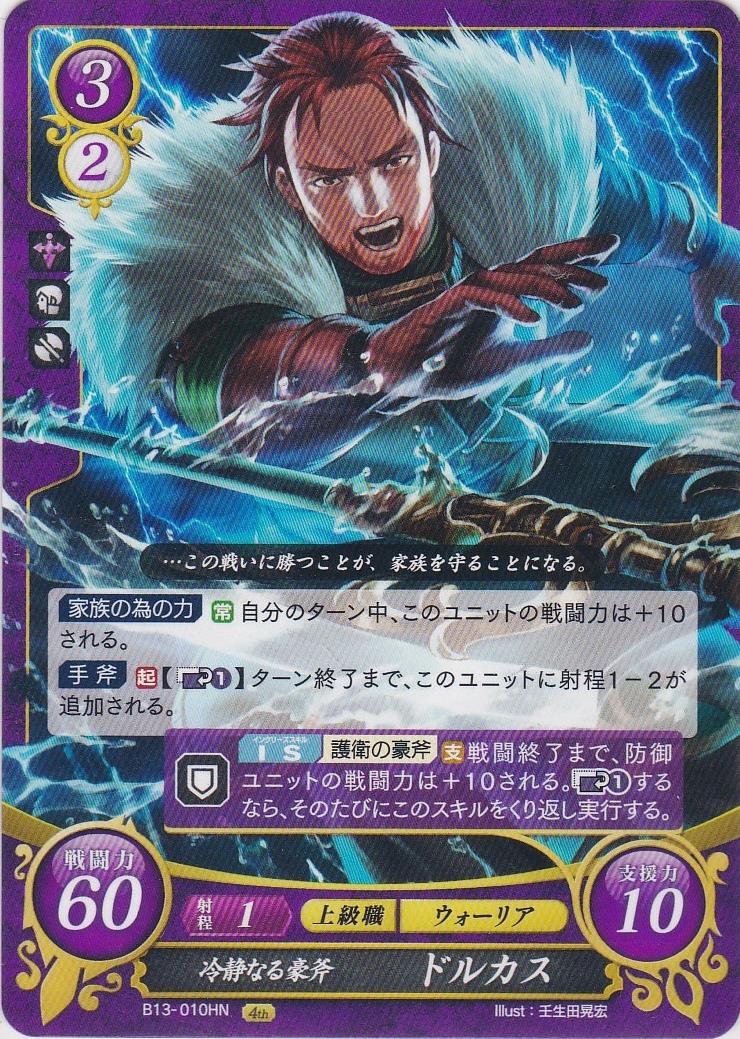 3
2
…この戦いに勝つことが、家族を守ることになる。
家族の為の力 常 自分のターン中、このユニットの戦闘力は＋10
される。
手斧 起【 1】ターン終了まで、このユニットに射程1－2が
追加される。
イングリーズスキル
IS 護衛の豪斧 支 戦闘終了まで、防御
ユニットの戦闘力は＋10される。 1 する
なら、そのたびにこのスキルをくり返し実行する。
戦闘力
60
射程 1 上級職 ウォーリア
支援力
10
冷静なる豪斧 ドルカス
B13-010HN 4th Illust：壬生田晃宏